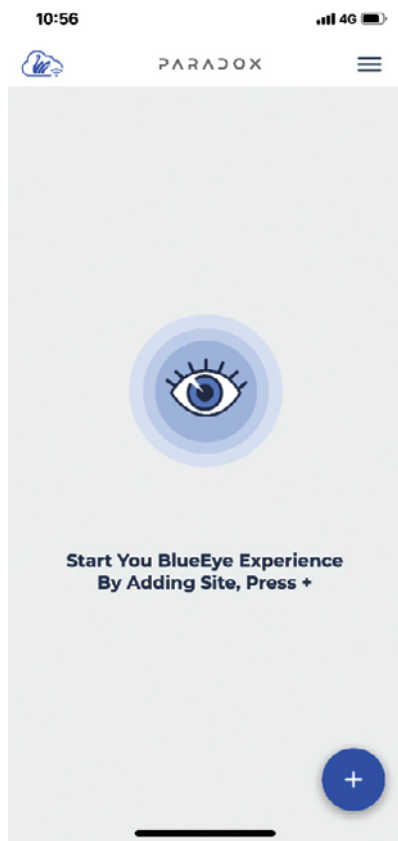 10:56
4G
PARADOX
Start You BlueEye Experience
By Adding Site, Press +
+